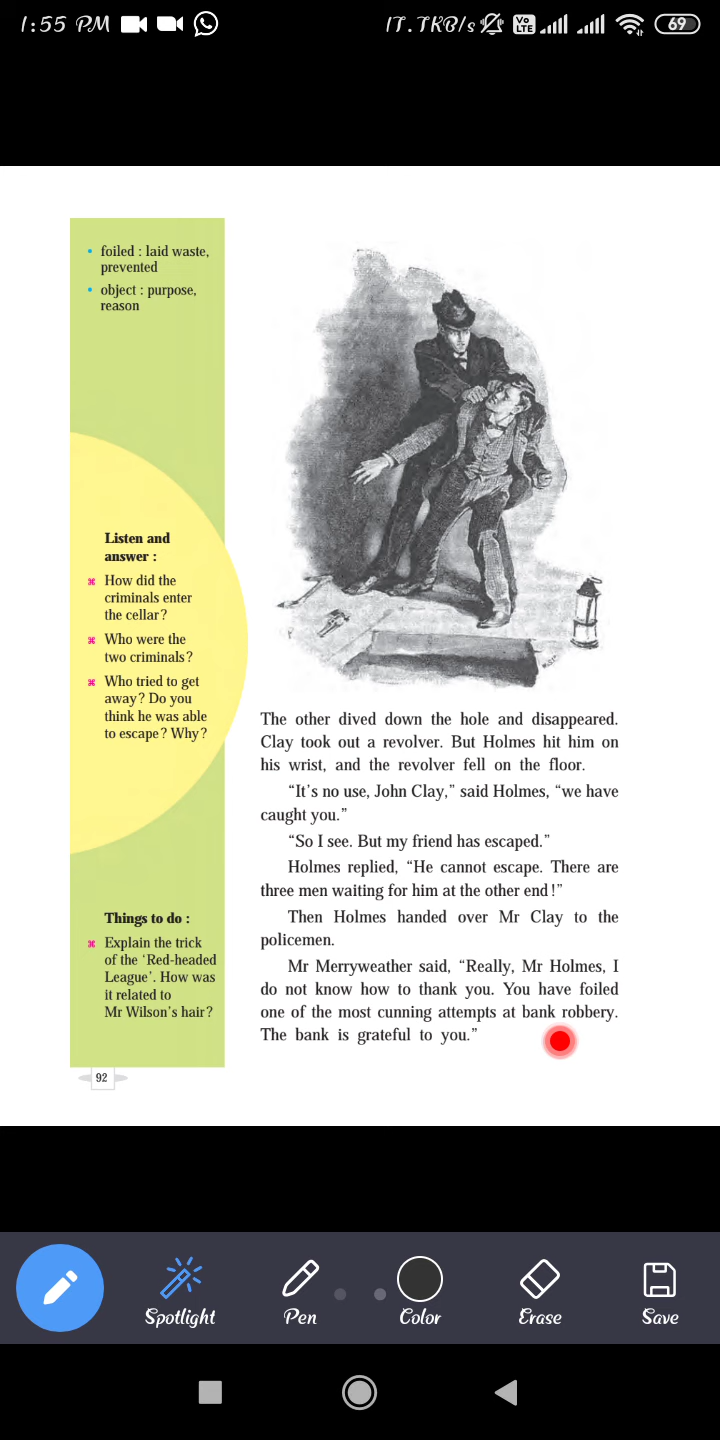 1:55 PM
17.7KB/s
Vo
LTE
69
• foiled : laid waste,
prevented
• object : purpose,
reason
Listen and
answer :
⌘ How did the
criminals enter
the cellar?
⌘ Who were the
two criminals?
⌘ Who tried to get
away? Do you
think he was able
to escape? Why?
Things to do :
⌘ Explain the trick
of the ‘Red-headed
League’. How was
it related to
Mr Wilson’s hair?
92
The other dived down the hole and disappeared.
Clay took out a revolver. But Holmes hit him on
his wrist, and the revolver fell on the floor.
“It’s no use, John Clay,” said Holmes, “we have
caught you.”
“So I see. But my friend has escaped.”
Holmes replied, “He cannot escape. There are
three men waiting for him at the other end!”
Then Holmes handed over Mr Clay to the
policemen.
Mr Merryweather said, “Really, Mr Holmes, I
do not know how to thank you. You have foiled
one of the most cunning attempts at bank robbery.
The bank is grateful to you.”
Spotlight
Pen
Color
Erase
Save